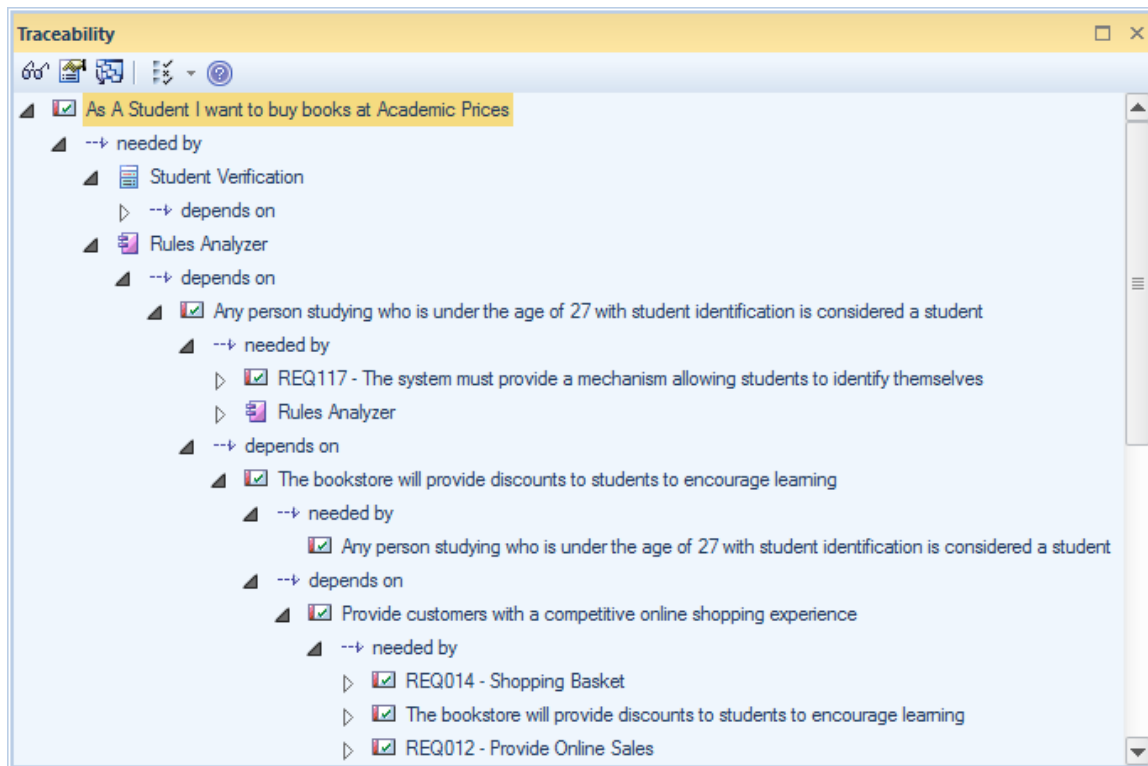 Traceability
As A Student I want to buy books at Academic Prices
needed by
Student Verification
depends on
Rules Analyzer
depends on
Any person studying who is under the age of 27 with student identification is considered a student
needed by
REQ117 - The system must provide a mechanism allowing students to identify themselves
Rules Analyzer
depends on
The bookstore will provide discounts to students to encourage learning
needed by
Any person studying who is under the age of 27 with student identification is considered a student
depends on
Provide customers with a competitive online shopping experience
needed by
REQ014 - Shopping Basket
The bookstore will provide discounts to students to encourage learning
REQ012 - Provide Online Sales